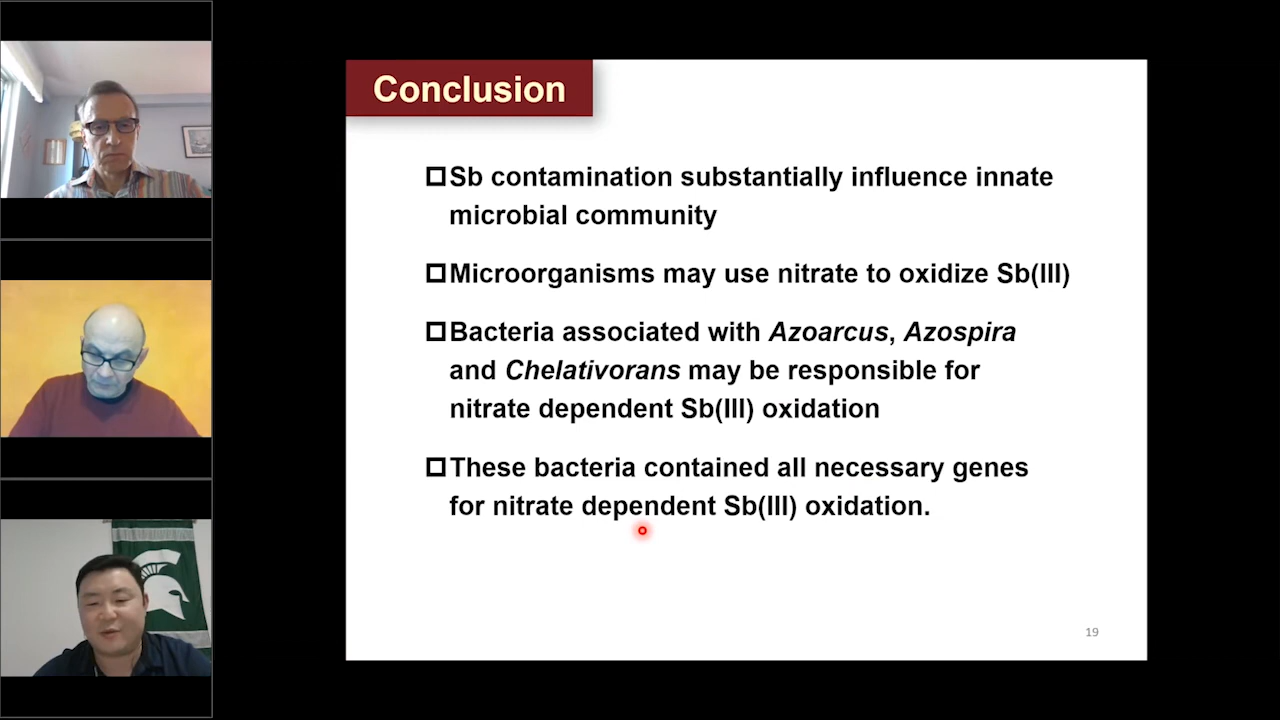 Conclusion
Sb contamination substantially influence innate
microbial community
Microorganisms may use nitrate to oxidize Sb(III)
Bacteria associated with Azoarcus, Azospira
and Chelativorans may be responsible for
nitrate dependent Sb(III) oxidation
These bacteria contained all necessary genes
for nitrate dependent Sb(III) oxidation.
19